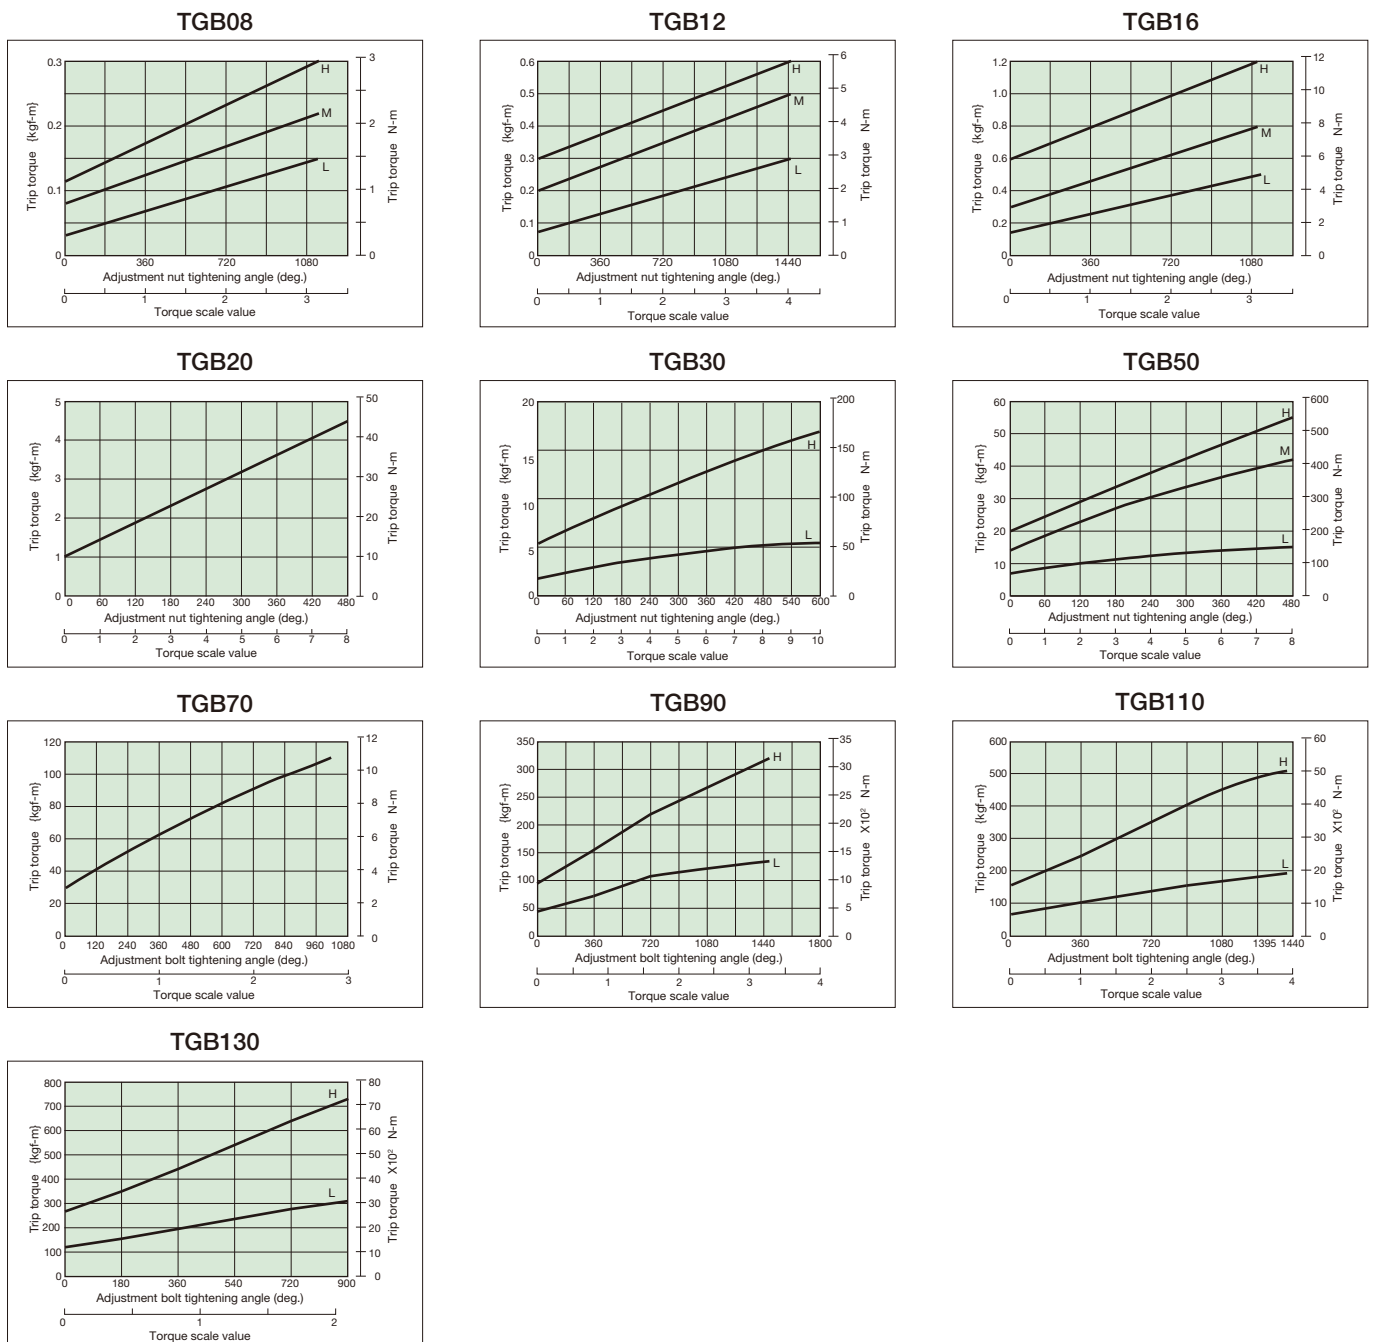 TGB08
0.3
0.2
0.1
0
Trip torque {kgf-m}
H
M
L
3
2
1
0
Trip torque N-m
0 360 720 1080
Adjustment nut tightening angle (deg.)
0 1 2 3
Torque scale value
TGB12
0.6
0.5
0.4
0.3
0.2
0.1
0
Trip torque {kgf-m}
H
M
L
6
5
4
3
2
1
0
Trip torque N-m
0 360 720 1080 1440
Adjustment nut tightening angle (deg.)
0 1 2 3 4
Torque scale value
TGB16
1.2
1.0
0.8
0.6
0.4
0.2
0
Trip torque {kgf-m}
H
M
L
12
10
8
6
4
2
0
Trip torque N-m
0 360 720 1080
Adjustment nut tightening angle (deg.)
0 1 2 3
Torque scale value
TGB20
5
4
3
2
1
0
Trip torque {kgf-m}
50
40
30
20
10
0
Trip torque N-m
0 60 120 180 240 300 360 420 480
Adjustment nut tightening angle (deg.)
0 1 2 3 4 5 6 7 8
Torque scale value
TGB30
20
15
10
5
0
Trip torque {kgf-m}
H
L
200
150
100
50
0
Trip torque N-m
0 60 120 180 240 300 360 420 480 540 600
Adjustment nut tightening angle (deg.)
0 1 2 3 4 5 6 7 8 9 10
Torque scale value
TGB50
60
50
40
30
20
10
0
Trip torque {kgf-m}
H
M
L
600
500
400
300
200
100
0
Trip torque N-m
0 60 120 180 240 300 360 420 480
Adjustment nut tightening angle (deg.)
0 1 2 3 4 5 6 7 8
Torque scale value
TGB70
120
100
80
60
40
20
0
Trip torque {kgf-m}
12
10
8
6
4
2
0
Trip torque N-m
0 120 240 360 480 600 720 840 960 1080
Adjustment bolt tightening angle (deg.)
0 1 2 3
Torque scale value
TGB90
350
300
250
200
150
100
50
0
Trip torque {kgf-m}
H
L
35
30
25
20
15
10
5
0
Trip torque X10² N-m
0 360 720 1080 1440 1800
Adjustment bolt tightening angle (deg.)
0 1 2 3 4
Torque scale value
TGB110
600
500
400
300
200
100
0
Trip torque {kgf-m}
H
L
60
50
40
30
20
10
0
Trip torque X10² N-m
0 360 720 1080 1395 1440
Adjustment bolt tightening angle (deg.)
0 1 2 3 4
Torque scale value
TGB130
800
700
600
500
400
300
200
100
0
Trip torque {kgf-m}
H
L
80
70
60
50
40
30
20
10
0
Trip torque X10² N-m
0 180 360 540 720 900
Adjustment bolt tightening angle (deg.)
0 1 2
Torque scale value